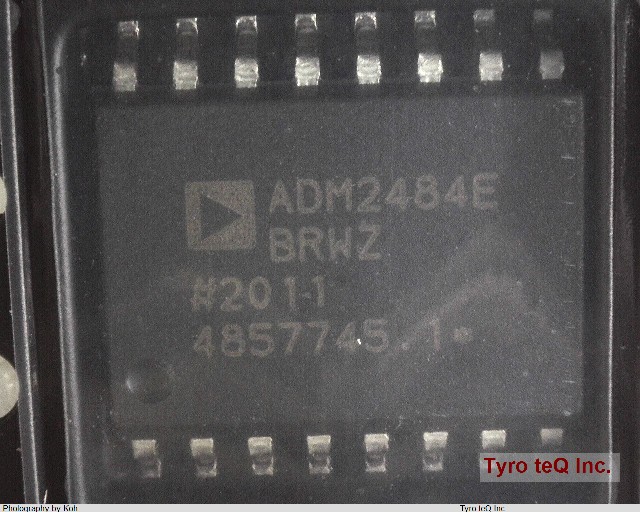 ADM2484E
BRWZ
#2011
4857745.1*
Tyro teQ Inc.
Photography by Koh
Tyro teQ Inc